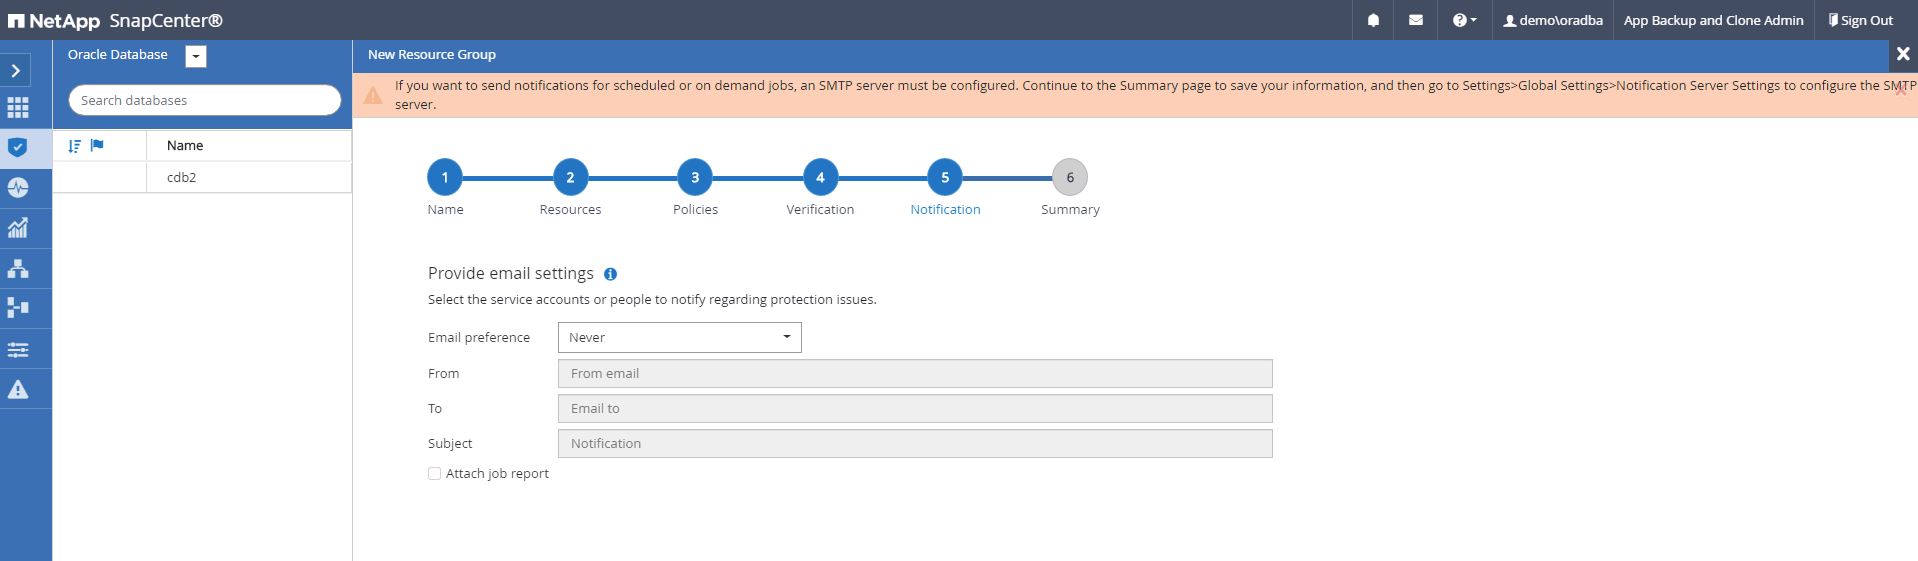 NetApp SnapCenter®
demo\oradba
App Backup and Clone Admin
Sign Out
Oracle Database
New Resource Group
Search databases
If you want to send notifications for scheduled or on demand jobs, an SMTP server must be configured. Continue to the Summary page to save your information, and then go to Settings>Global Settings>Notification Server Settings to configure the SMTP
server.
Name
cdb2
1 2 3 4 5 6
Name Resources Policies Verification Notification Summary
Provide email settings
Select the service accounts or people to notify regarding protection issues.
Email preference Never
From From email
To Email to
Subject Notification
Attach job report